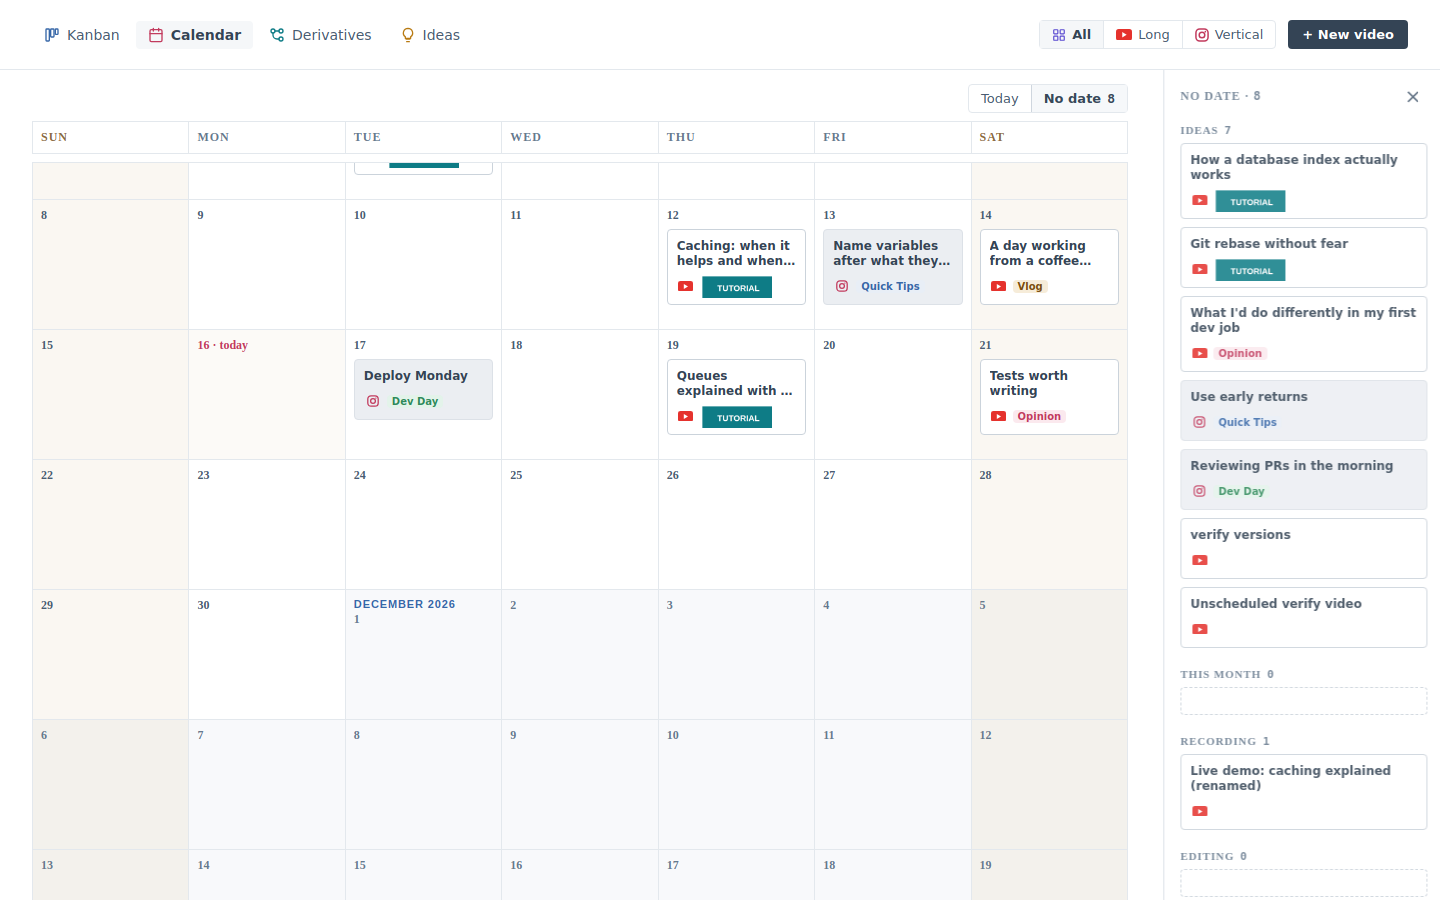 Kanban
Calendar
Derivatives
Ideas
All
Long
Vertical
+ New video
Today
No date 8
SUN
MON
TUE
WED
THU
FRI
SAT
8
9
10
11
12
Caching: when it
helps and when…
TUTORIAL
13
Name variables
after what they…
Quick Tips
14
A day working
from a coffee…
Vlog
15
16 · today
17
Deploy Monday
Dev Day
18
19
Queues
explained with …
TUTORIAL
20
21
Tests worth
writing
Opinion
22
23
24
25
26
27
28
29
30
DECEMBER 2026
1
2
3
4
5
6
7
8
9
10
11
12
13
14
15
16
17
18
19
NO DATE · 8
IDEAS 7
How a database index actually
works
TUTORIAL
Git rebase without fear
TUTORIAL
What I'd do differently in my first
dev job
Opinion
Use early returns
Quick Tips
Reviewing PRs in the morning
Dev Day
verify versions
Unscheduled verify video
THIS MONTH 0
RECORDING 1
Live demo: caching explained
(renamed)
EDITING 0